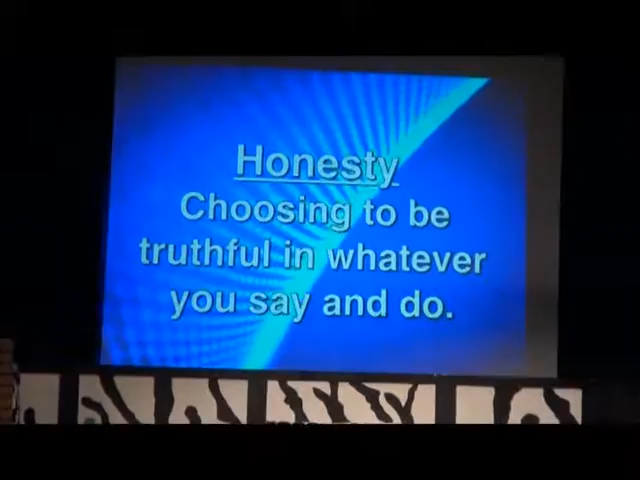 Honesty
Choosing to be
truthful in whatever
you say and do.